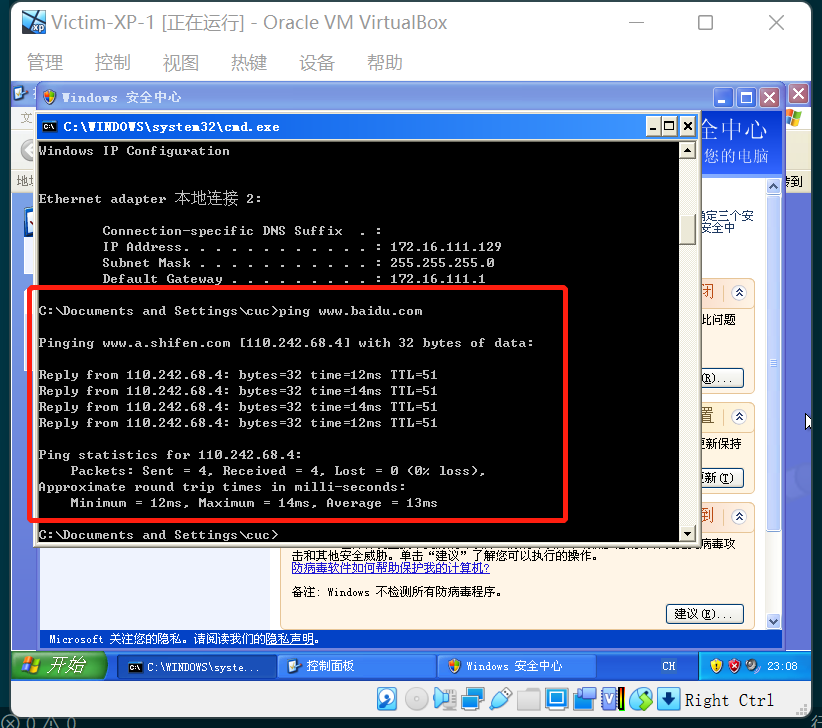 Victim-XP-1 [正在运行] - Oracle VM VirtualBox
管理 控制 视图 热键 设备 帮助
Windows 安全中心
C:\WINDOWS\system32\cmd.exe
全中心
您的电脑
Windows IP Configuration
Ethernet adapter 本地连接 2:
Connection-specific DNS Suffix . :
IP Address. . . . . . . . . . . . : 172.16.111.129
Subnet Mask . . . . . . . . . . . : 255.255.255.0
Default Gateway . . . . . . . . . : 172.16.111.1
C:\Documents and Settings\cuc>ping www.baidu.com
Pinging www.a.shifen.com [110.242.68.4] with 32 bytes of data:
Reply from 110.242.68.4: bytes=32 time=12ms TTL=51
Reply from 110.242.68.4: bytes=32 time=14ms TTL=51
Reply from 110.242.68.4: bytes=32 time=14ms TTL=51
Reply from 110.242.68.4: bytes=32 time=12ms TTL=51
Ping statistics for 110.242.68.4:
Packets: Sent = 4, Received = 4, Lost = 0 (0% loss),
Approximate round trip times in milli-seconds:
Minimum = 12ms, Maximum = 14ms, Average = 13ms
C:\Documents and Settings\cuc>
确定三个安
安全中
闭
此问题
(R)...
置
更新保持
更新(T)
到
病毒攻
击和其他安全威胁。单击“建议”了解您可以执行的操作。
防病毒软件如何帮助保护我的计算机?
备注: Windows 不检测所有防病毒程序。
建议(E)...
Microsoft 关注您的隐私。请阅读我们的隐私声明。
开始 C:\WINDOWS\syste... 控制面板 Windows 安全中心 CH 23:08
Right Ctrl